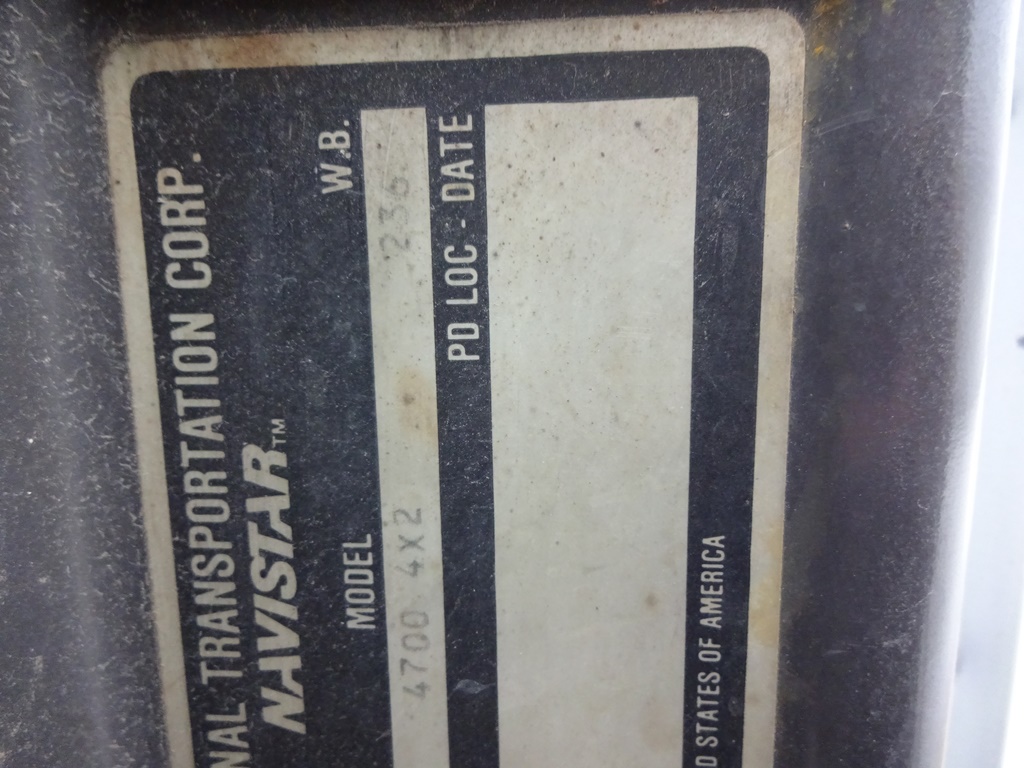 NAL TRANSPORTATION CORP.
NAVISTAR™
MODEL W.B.
4700 4X2 236.
PD LOC - DATE
D STATES OF AMERICA